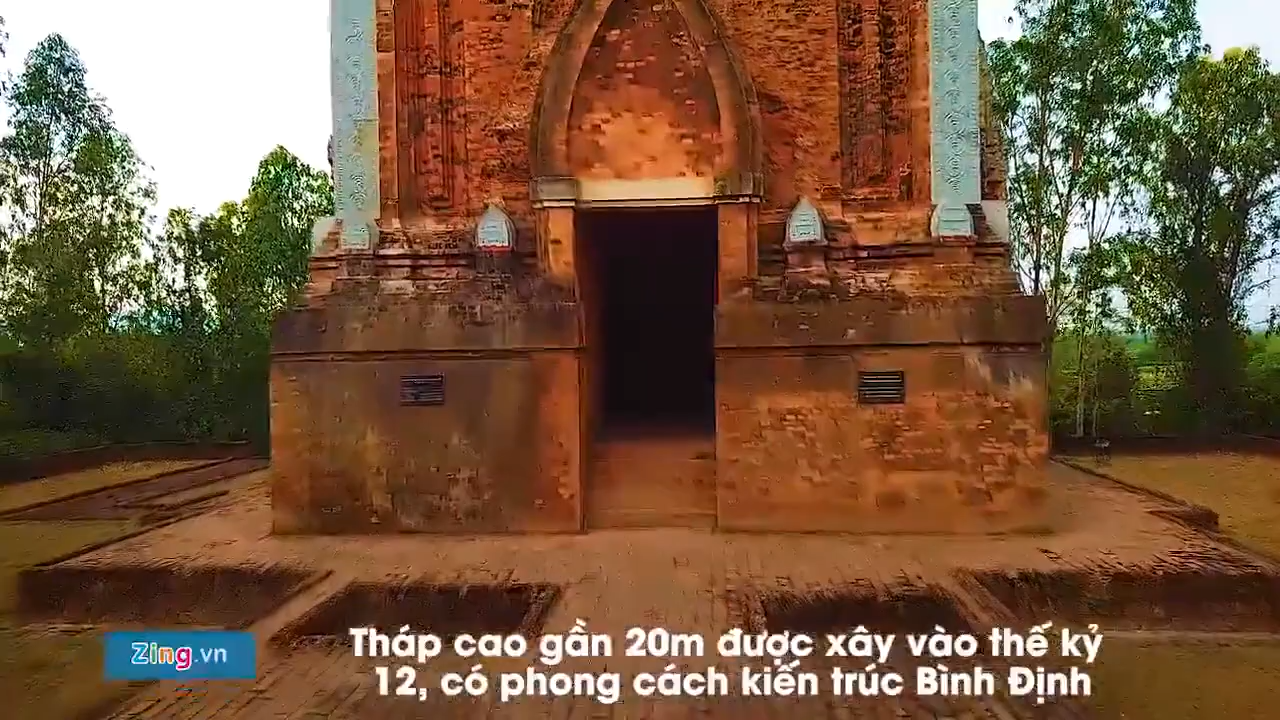 Zing.vn
Tháp cao gần 20m được xây vào thế kỷ
12, có phong cách kiến trúc Bình Định